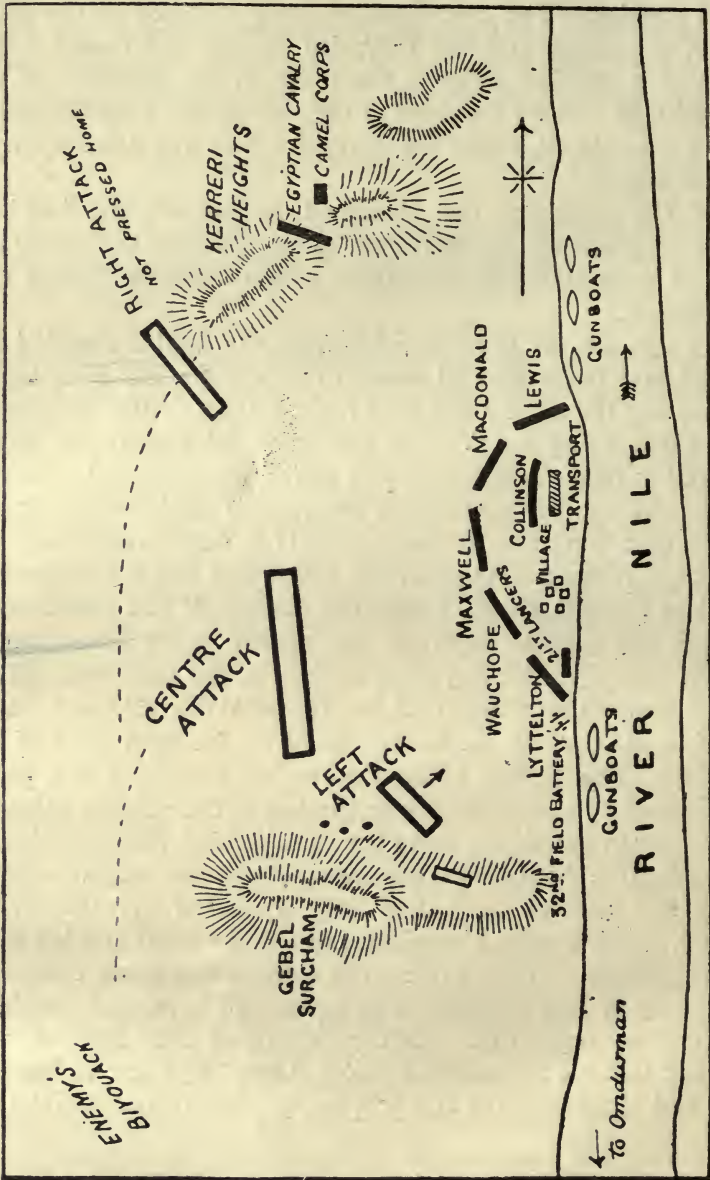 RIGHT ATTACK
NOT PRESSED HOME
KERRERI
HEIGHTS
EGYPTIAN CAVALRY
CAMEL CORPS
CENTRE
ATTACK
LEFT
ATTACK
GEBEL
SURCHAM
ENEMY'S
BIVOUACK
MACDONALD
LEWIS
MAXWELL
COLLINSON
TRANSPORT
WAUCHOPE
21ST LANCERS
VILLAGE
LYTTELTON
32ND FIELD BATTERY
GUNBOATS
GUNBOATS
RIVER NILE
to Omdurman